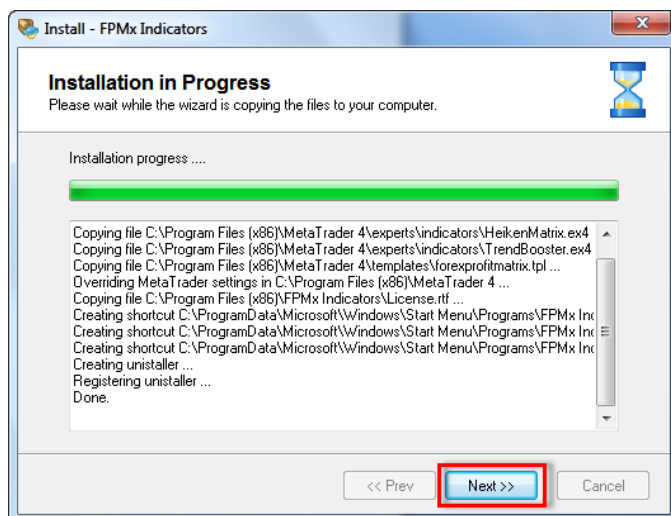 Install - FPMx Indicators
Installation in Progress
Please wait while the wizard is copying the files to your computer.
Installation progress ....
Copying file C:\Program Files (x86)\MetaTrader 4\experts\indicators\HeikenMatrix.ex4
Copying file C:\Program Files (x86)\MetaTrader 4\experts\indicators\TrendBooster.ex4
Copying file C:\Program Files (x86)\MetaTrader 4\templates\forexprofitmatrix.tpl ...
Overriding MetaTrader settings in C:\Program Files (x86)\MetaTrader 4 ...
Copying file C:\Program Files (x86)\FPMx Indicators\License.rtf ...
Creating shortcut C:\ProgramData\Microsoft\Windows\Start Menu\Programs\FPMx Ind
Creating shortcut C:\ProgramData\Microsoft\Windows\Start Menu\Programs\FPMx Ind
Creating shortcut C:\ProgramData\Microsoft\Windows\Start Menu\Programs\FPMx Ind
Creating unistaller ...
Registering unistaller ...
Done.
<< Prev
Next >>
Cancel